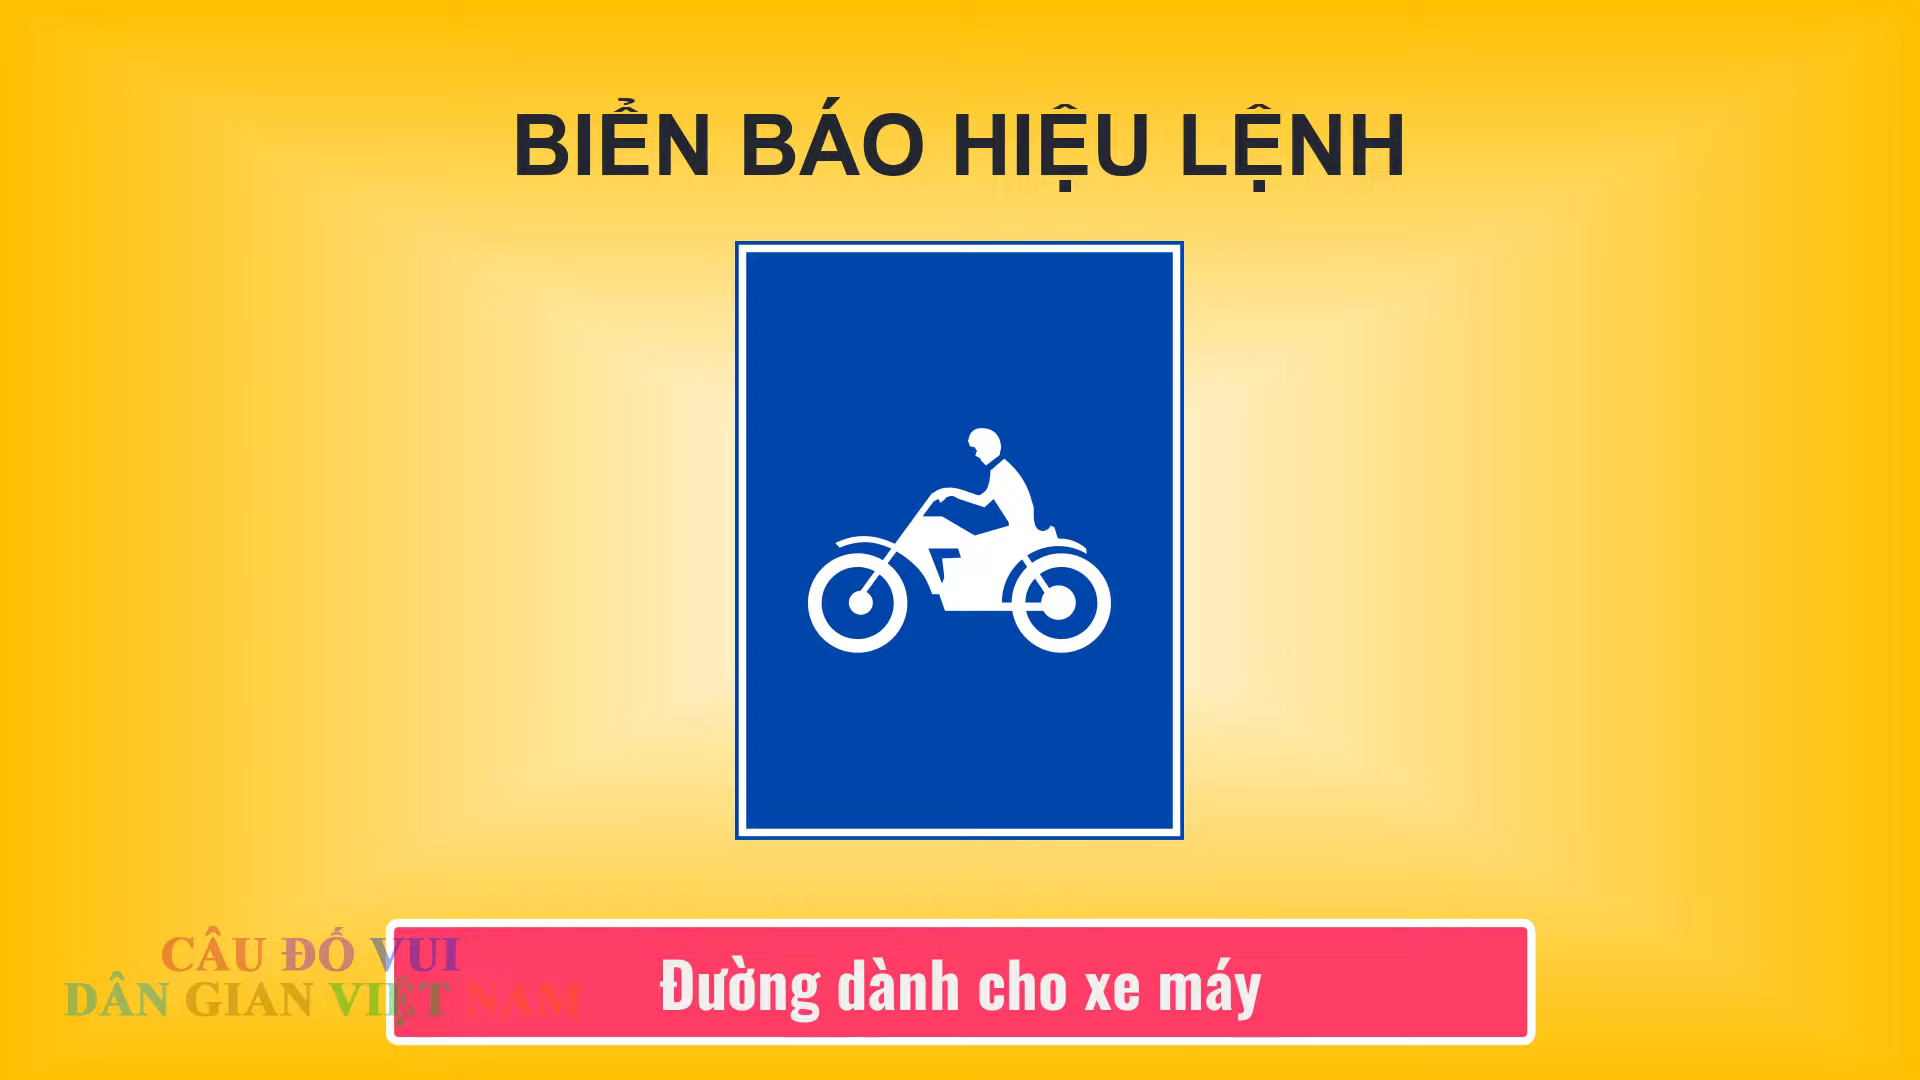 BIỂN BÁO HIỆU LỆNH
CÂU ĐỐ VUI
DÂN GIAN VIỆT NAM
Đường dành cho xe máy